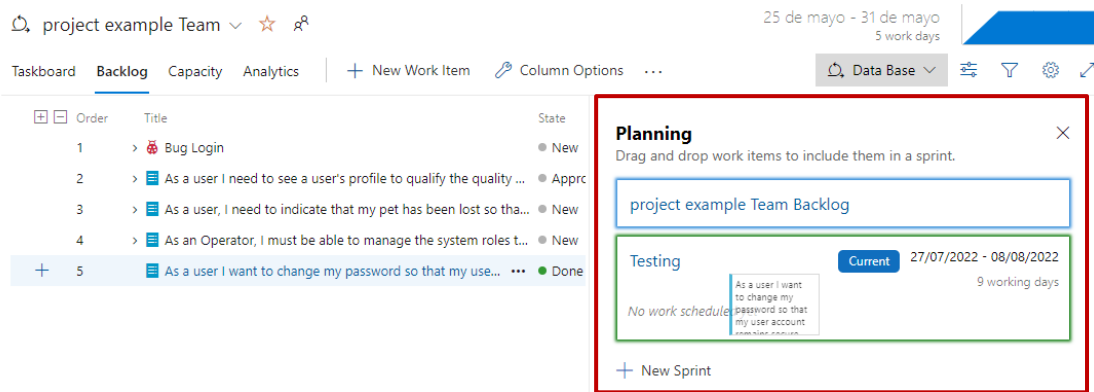 project example Team
25 de mayo - 31 de mayo
5 work days
Taskboard Backlog Capacity Analytics + New Work Item Column Options ...
Data Base
Order Title State
1 Bug Login New
2 As a user I need to see a user's profile to qualify the quality ... Appro
3 As a user, I need to indicate that my pet has been lost so tha... New
4 As an Operator, I must be able to manage the system roles t... New
5 As a user I want to change my password so that my use... ... Done
Planning
Drag and drop work items to include them in a sprint.
project example Team Backlog
Testing Current 27/07/2022 - 08/08/2022
9 working days
No work schedule
As a user I want
to change my
password so that
my user account
remains secure
+ New Sprint